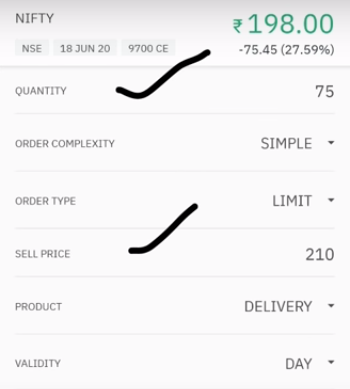 NIFTY ₹198.00
NSE 18 JUN 20 9700 CE -75.45 (27.59%)
QUANTITY 75
ORDER COMPLEXITY SIMPLE
ORDER TYPE LIMIT
SELL PRICE 210
PRODUCT DELIVERY
VALIDITY DAY